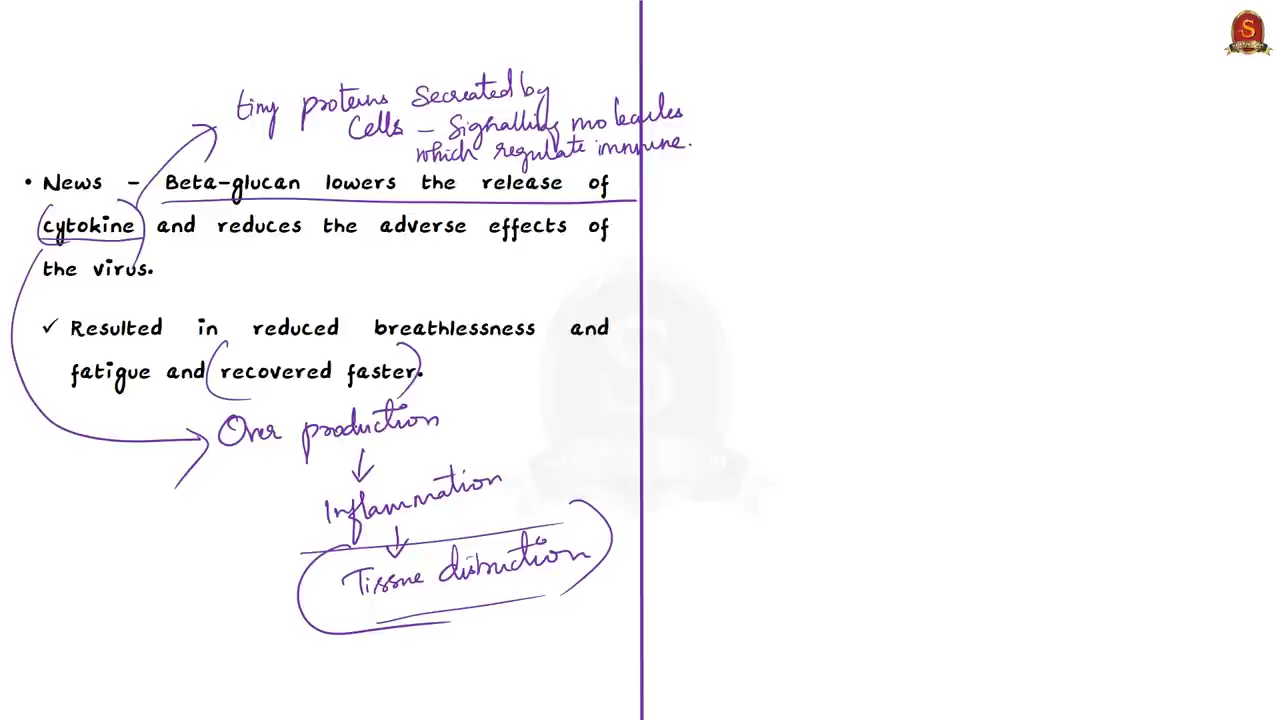 tiny proteins Secreated by
Cells - Signalling molecules
which regulate immune.
• News - Beta-glucan lowers the release of
cytokine and reduces the adverse effects of
the virus.
✓ Resulted in reduced breathlessness and
fatigue and recovered faster.
Over production
↓
Inflammation
↓
Tissue distruction
S
S